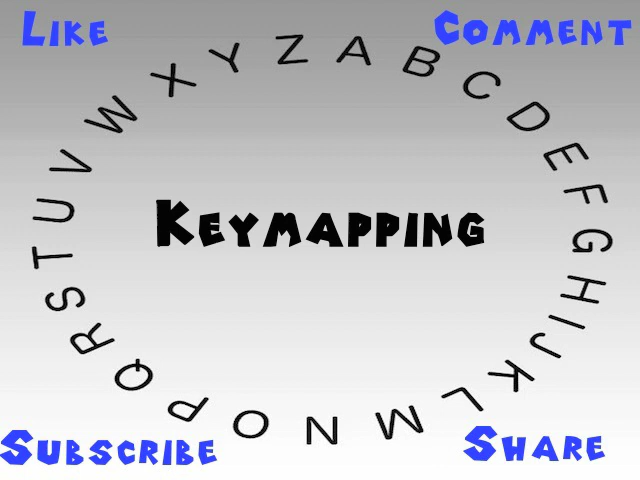 Like
Comment
A B C D E F G H I J K L M N O P Q R S T U V W X Y Z
Keymapping
Subscribe
Share